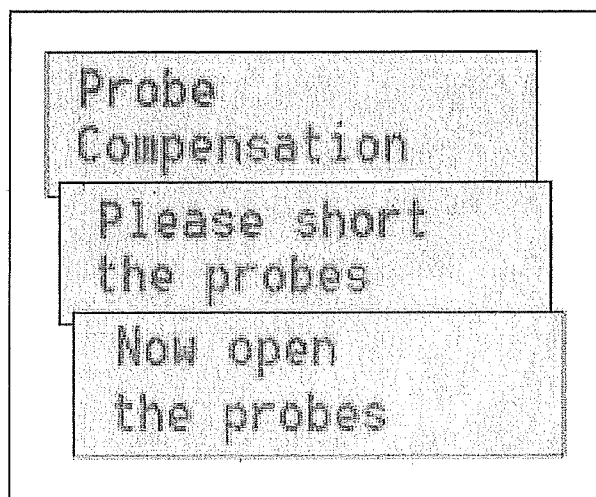 Probe
Compensation
Please short
the probes
Now open
the probes